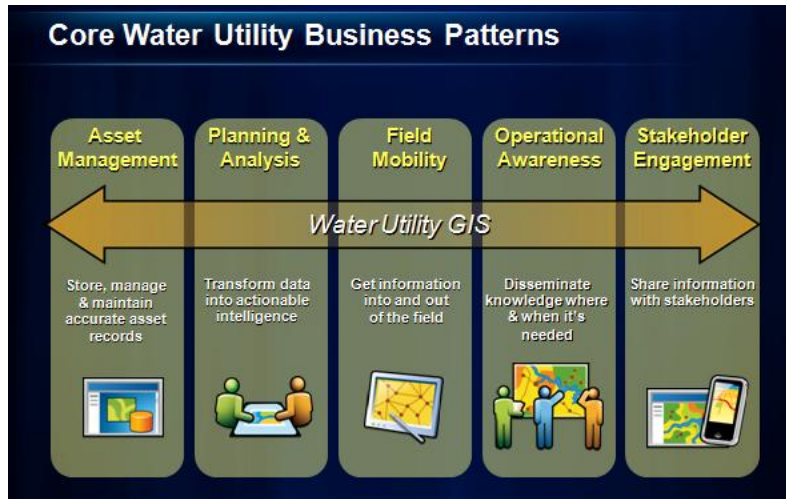 Core Water Utility Business Patterns
Asset
Management
Planning &
Analysis
Field
Mobility
Operational
Awareness
Stakeholder
Engagement
Water Utility GIS
Store, manage
& maintain
accurate asset
records
Transform data
into actionable
intelligence
Get information
into and out
of the field
Disseminate
knowledge where
& when it's
needed
Share information
with stakeholders